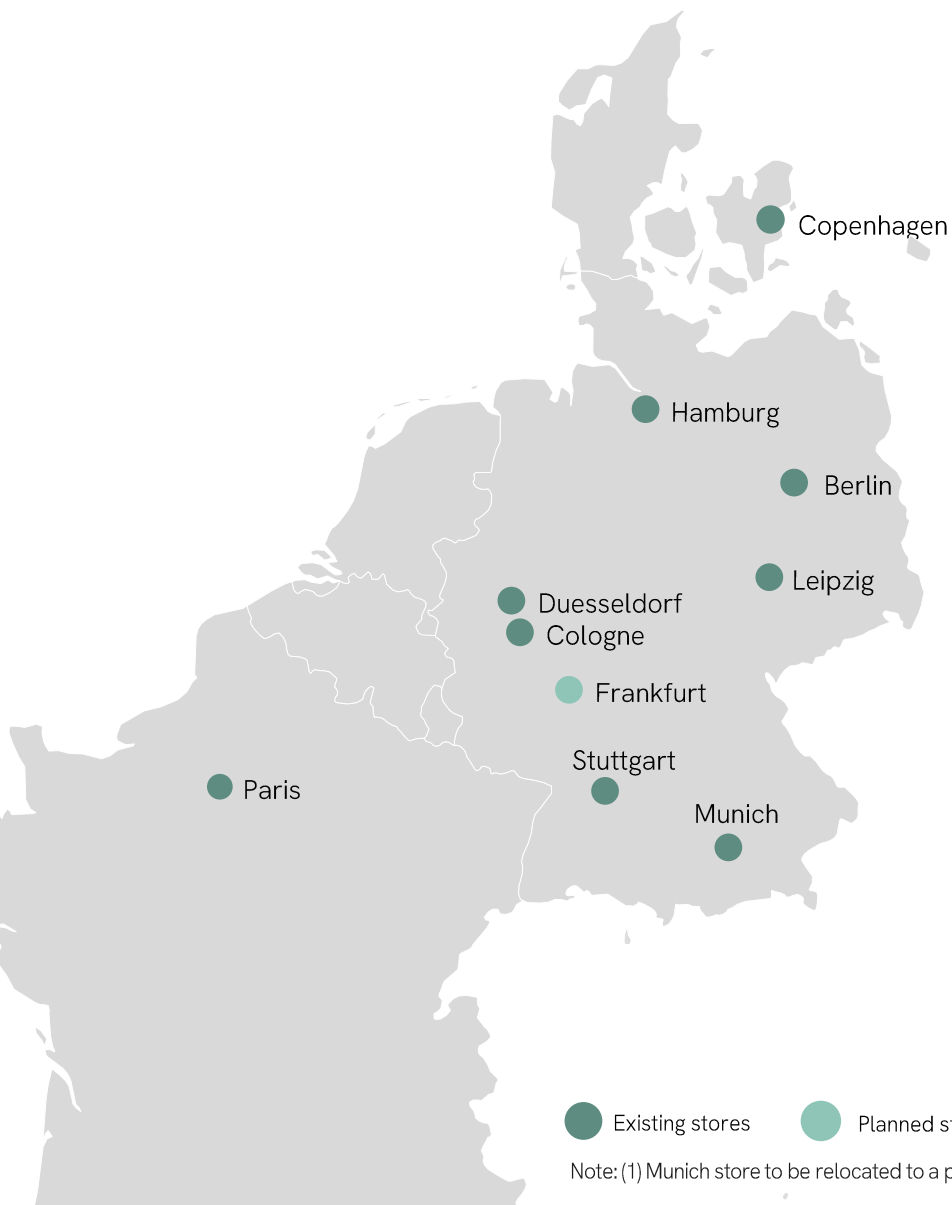 Copenhagen
Hamburg
Berlin
Leipzig
Duesseldorf
Cologne
Frankfurt
Stuttgart
Paris
Munich
Existing stores
Planned
Note: (1) Munich store to be relocated to a